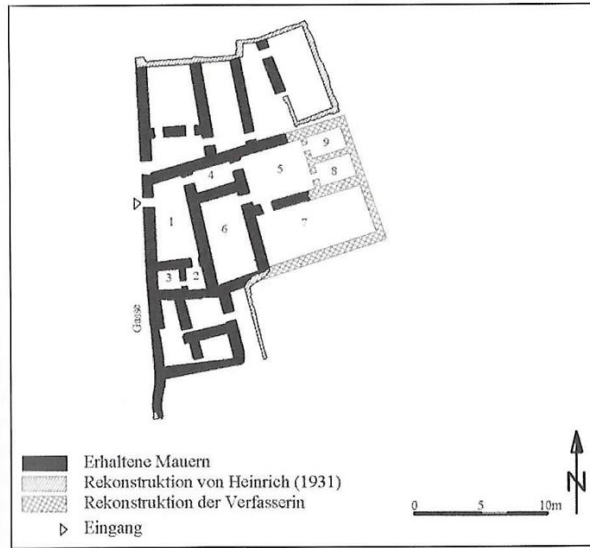 9
5
8
4
1
6
7
3 2
Gasse
Erhaltene Mauern
Rekonstruktion von Heinrich (1931)
Rekonstruktion der Verfasserin
Eingang
0 5 10m
N